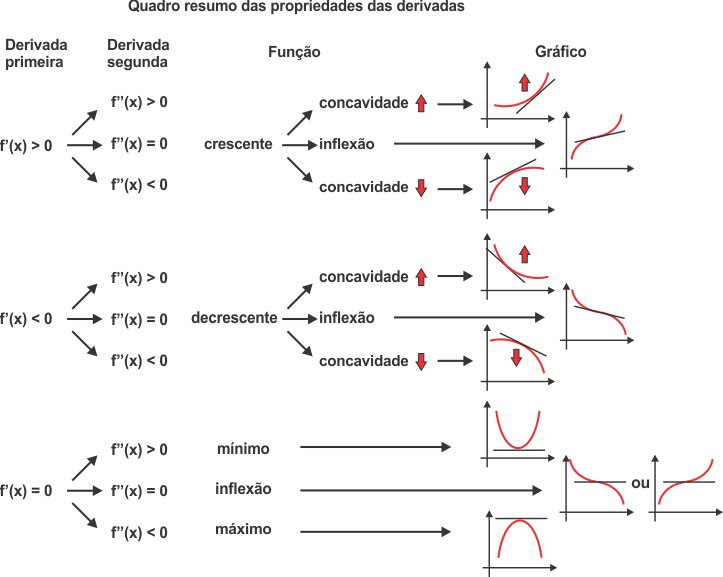 Quadro resumo das propriedades das derivadas
Derivada primeira
Derivada segunda
Função
Gráfico
f'(x) > 0
f''(x) > 0
f''(x) = 0
f''(x) < 0
crescente
concavidade
inflexão
concavidade
f'(x) < 0
f''(x) > 0
f''(x) = 0
f''(x) < 0
decrescente
concavidade
inflexão
concavidade
f'(x) = 0
f''(x) > 0
f''(x) = 0
f''(x) < 0
mínimo
inflexão
máximo
ou